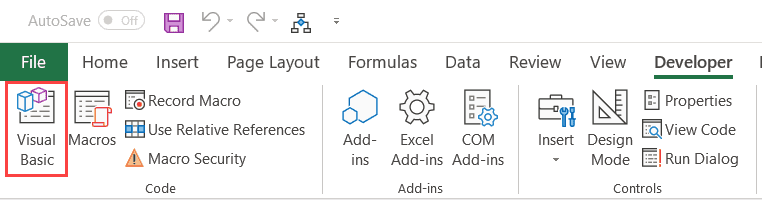 AutoSave Off
File Home Insert Page Layout Formulas Data Review View Developer
Visual Basic
Macros
Record Macro
Use Relative References
Macro Security
Code
Add-ins
Excel Add-ins
COM Add-ins
Add-ins
Insert
Design Mode
Properties
View Code
Run Dialog
Controls